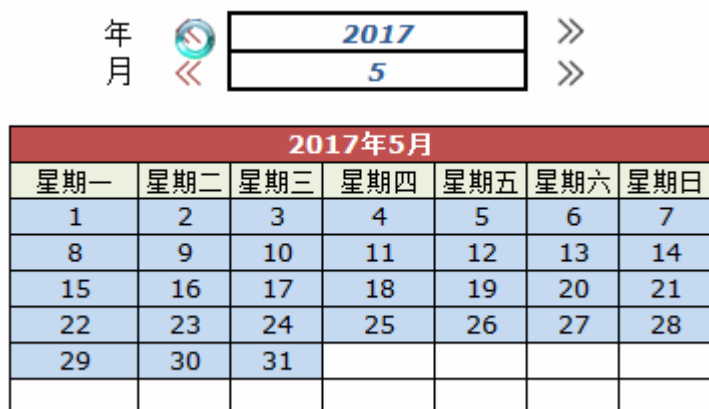 年 « 2017 »
月 « 5 »
2017年5月
星期一 星期二 星期三 星期四 星期五 星期六 星期日
1 2 3 4 5 6 7
8 9 10 11 12 13 14
15 16 17 18 19 20 21
22 23 24 25 26 27 28
29 30 31